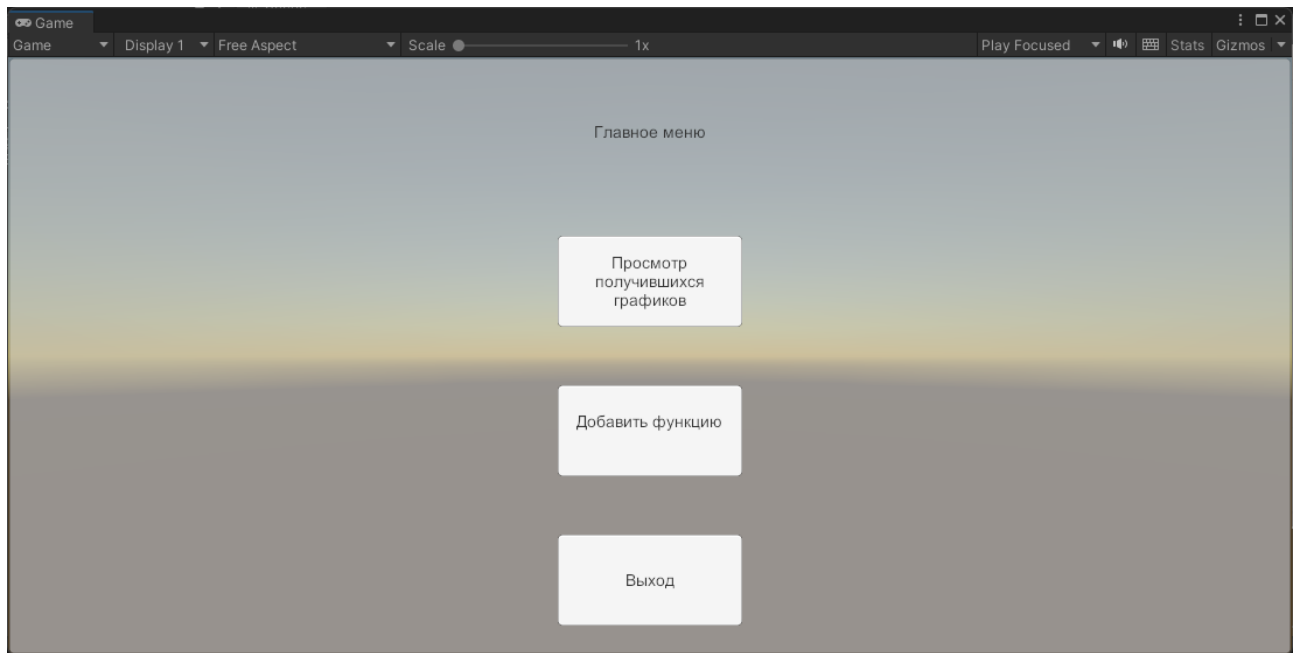 Game
Game Display 1 Free Aspect Scale 1x Play Focused Stats Gizmos
Главное меню
Просмотр
получившихся
графиков
Добавить функцию
Выход